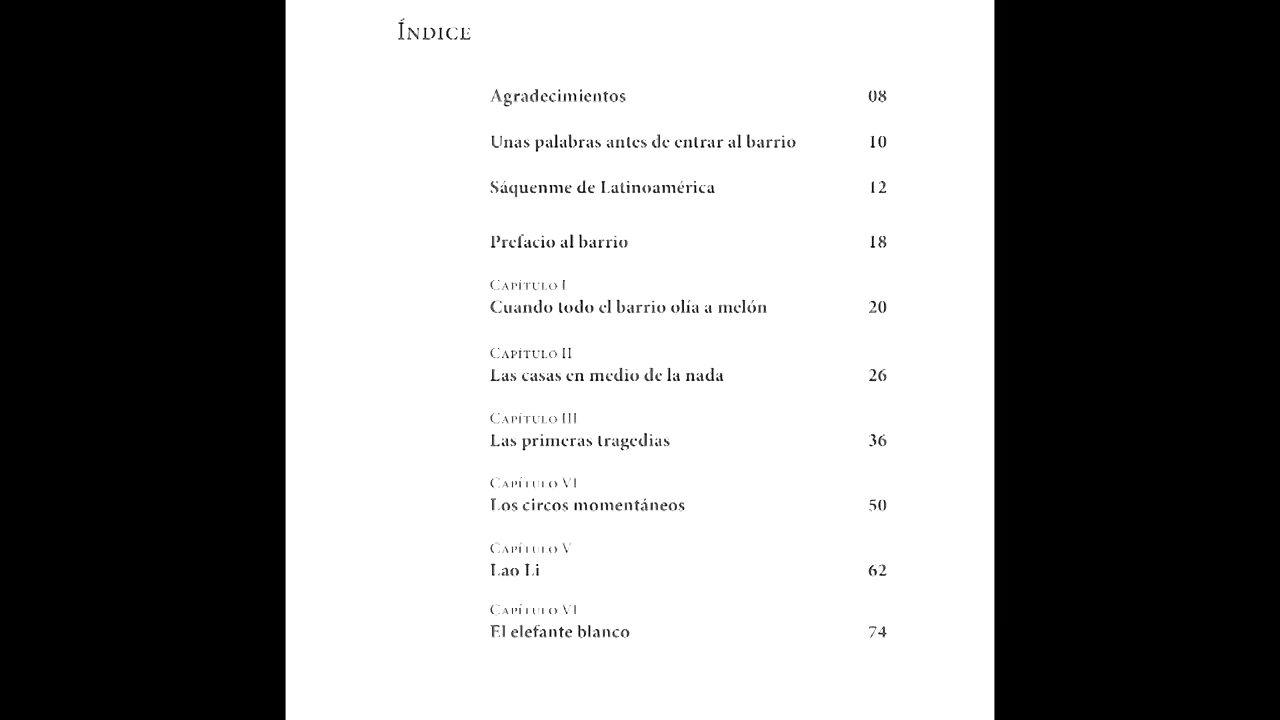 ÍNDICE
Agradecimientos 08
Unas palabras antes de entrar al barrio 10
Sáquenme de Latinoamérica 12
Prefacio al barrio 18
CAPÍTULO I
Cuando todo el barrio olía a melón 20
CAPÍTULO II
Las casas en medio de la nada 26
CAPÍTULO III
Las primeras tragedias 36
CAPÍTULO VI
Los circos momentáneos 50
CAPÍTULO V
Lao Li 62
CAPÍTULO VI
El elefante blanco 74